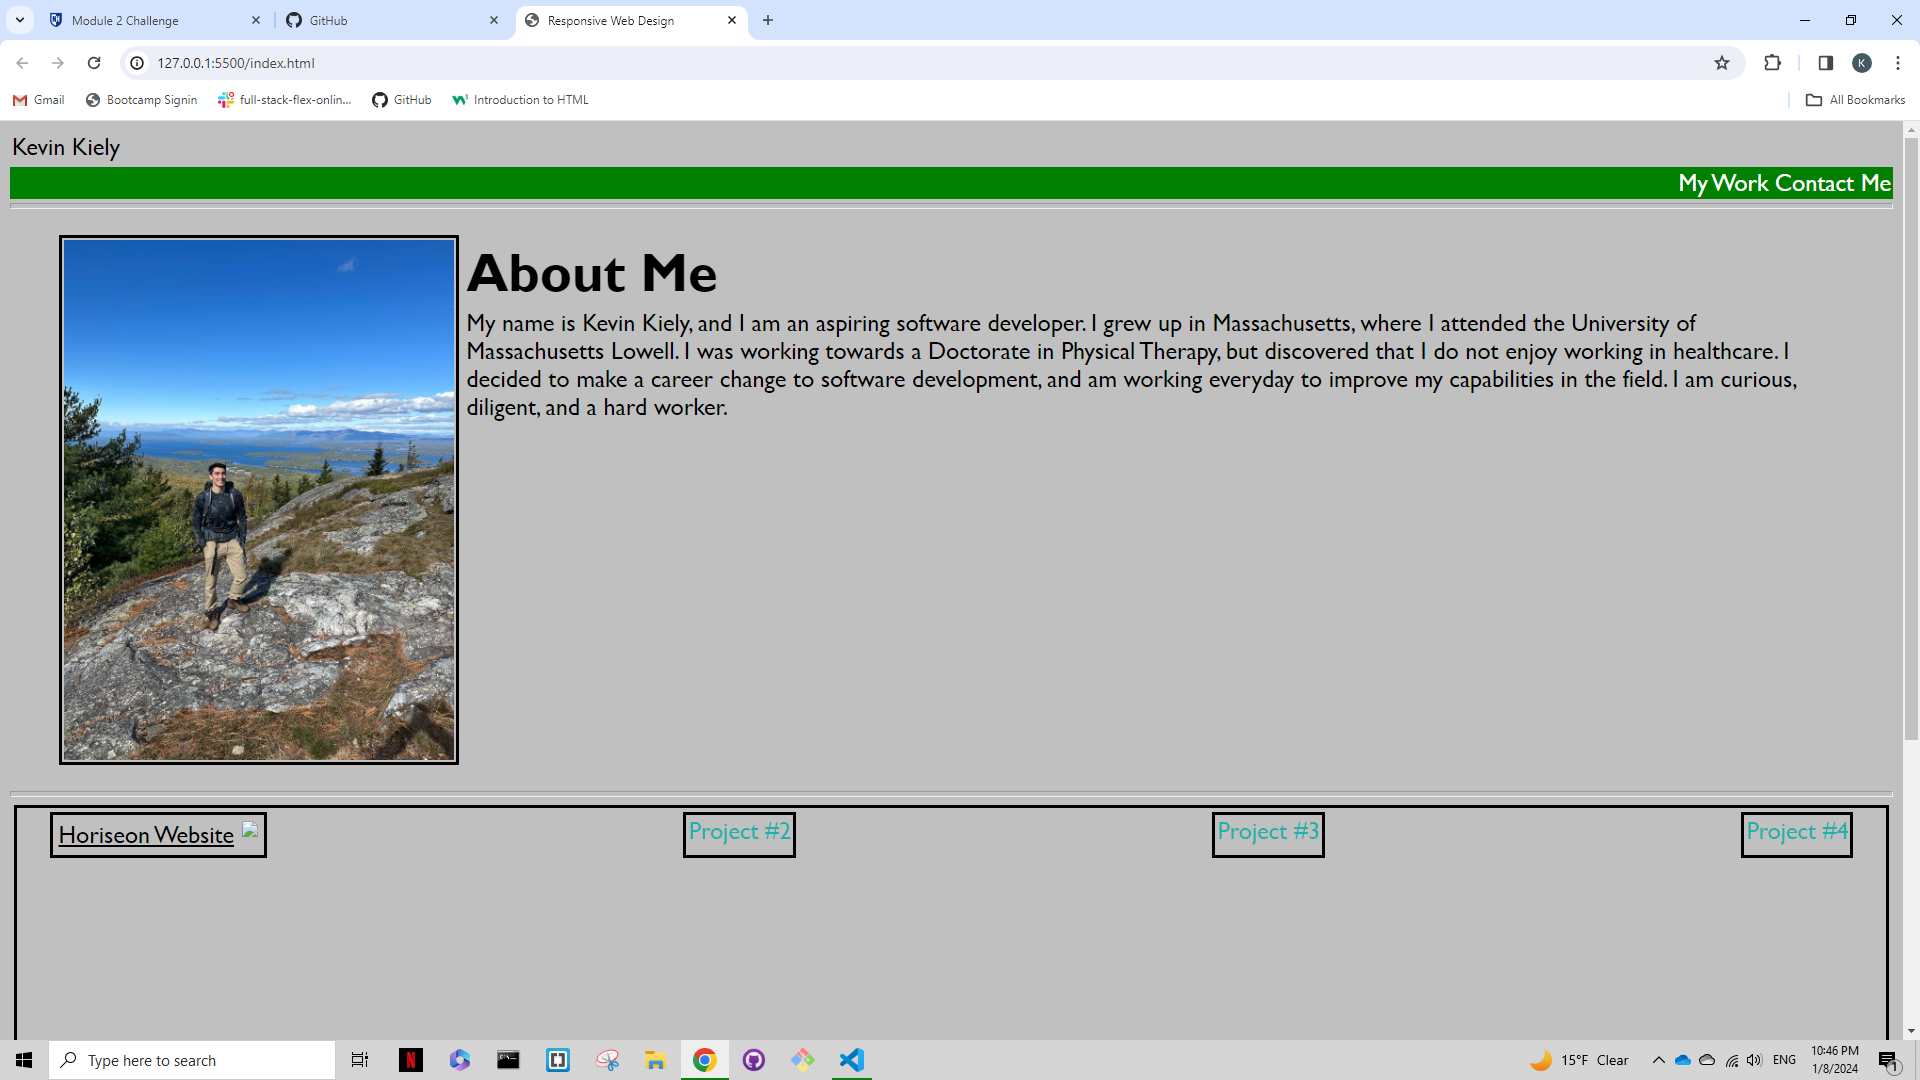 Module 2 Challenge
GitHub
Responsive Web Design
127.0.0.1:5500/index.html
K
Gmail
Bootcamp Signin
full-stack-flex-onlin...
GitHub
Introduction to HTML
All Bookmarks
Kevin Kiely
My Work Contact Me
About Me
My name is Kevin Kiely, and I am an aspiring software developer. I grew up in Massachusetts, where I attended the University of
Massachusetts Lowell. I was working towards a Doctorate in Physical Therapy, but discovered that I do not enjoy working in healthcare. I
decided to make a career change to software development, and am working everyday to improve my capabilities in the field. I am curious,
diligent, and a hard worker.
Horiseon Website
Project #2
Project #3
Project #4
Type here to search
N
15°F Clear
ENG
10:46 PM
1/8/2024
1